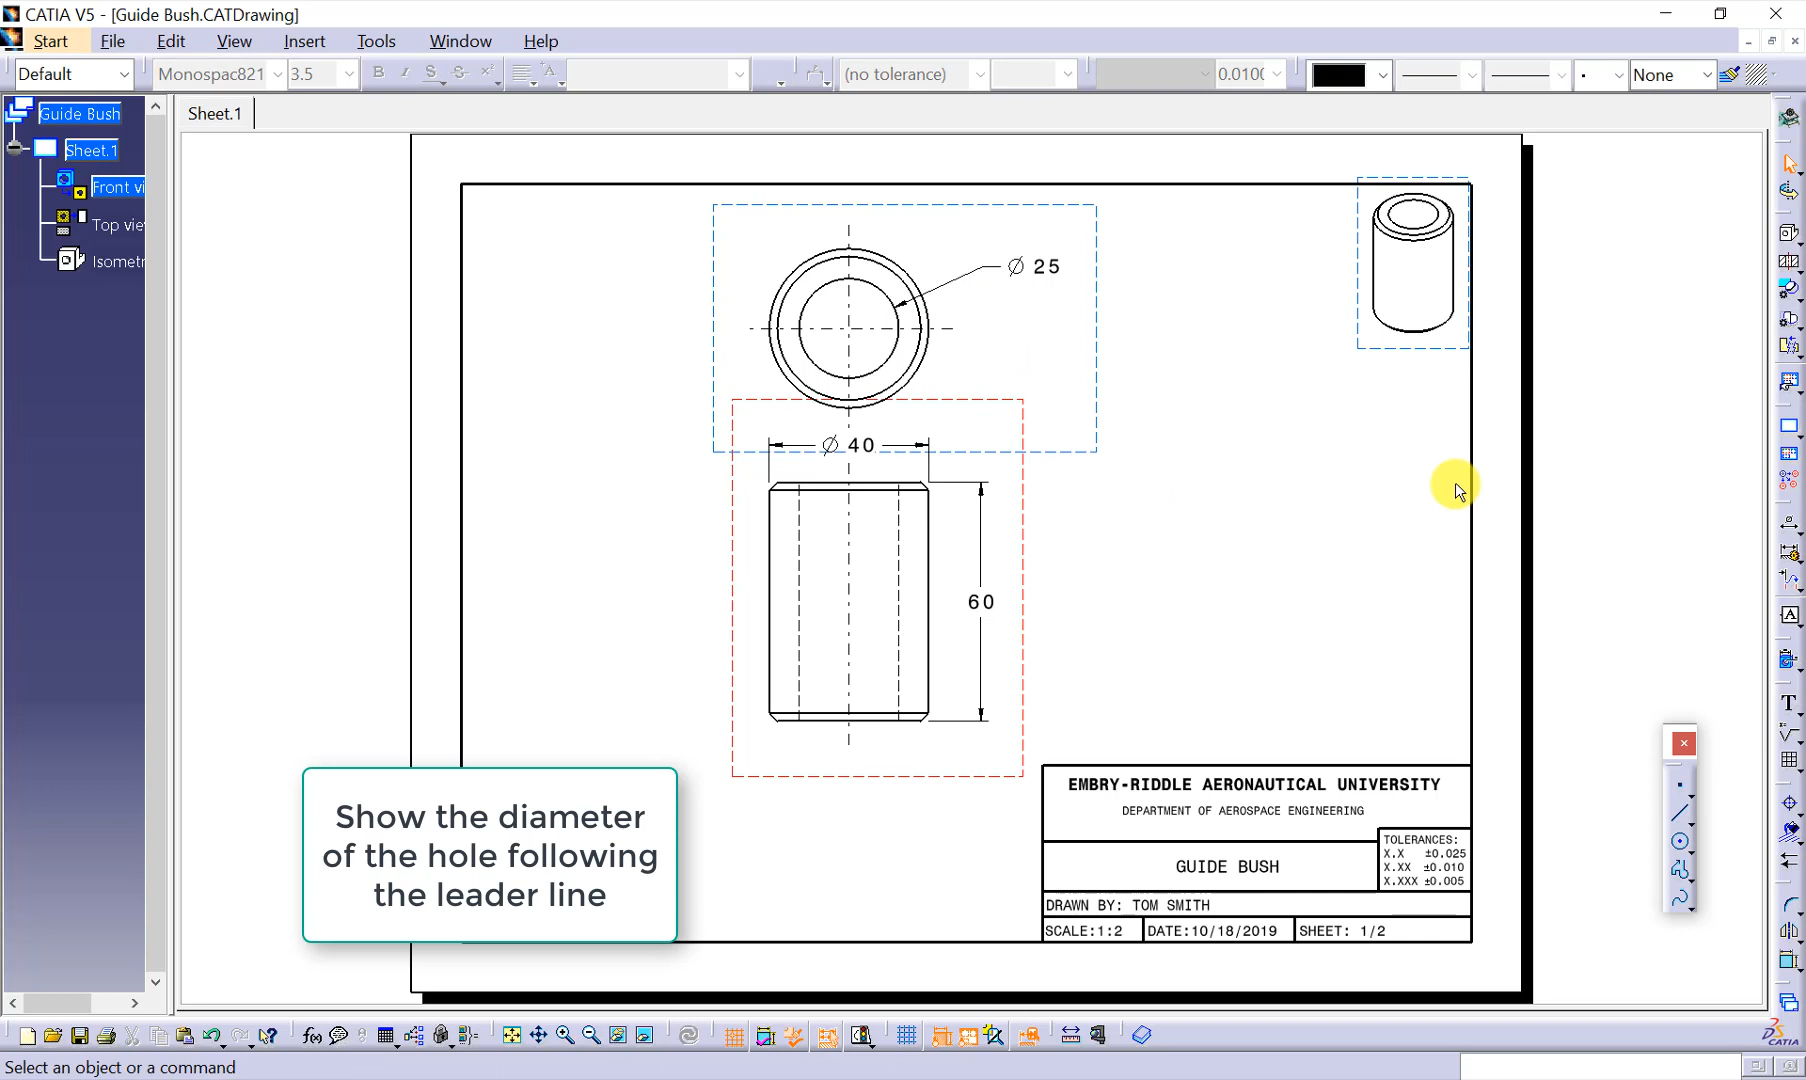 CATIA V5 - [Guide Bush.CATDrawing]
Start File Edit View Insert Tools Window Help
Default Monospac821 3.5 (no tolerance) 0.010( None
Guide Bush
Sheet.1
Front vi
Top vie
Isometr
Sheet.1
∅ 25
∅ 40
60
Show the diameter
of the hole following
the leader line
EMBRY-RIDDLE AERONAUTICAL UNIVERSITY
DEPARTMENT OF AEROSPACE ENGINEERING
TOLERANCES:
X.X ±0.025
X.XX ±0.010
X.XXX ±0.005
GUIDE BUSH
DRAWN BY: TOM SMITH
SCALE:1:2 DATE:10/18/2019 SHEET: 1/2
Select an object or a command
CATIA